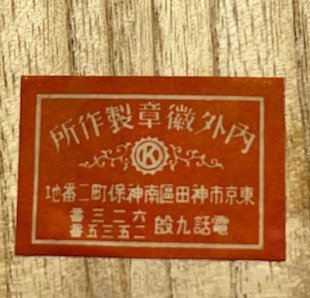 內外徽章製作所
K
東京市神田區南神保町二番地
電話九段
六二三番
二五三五番